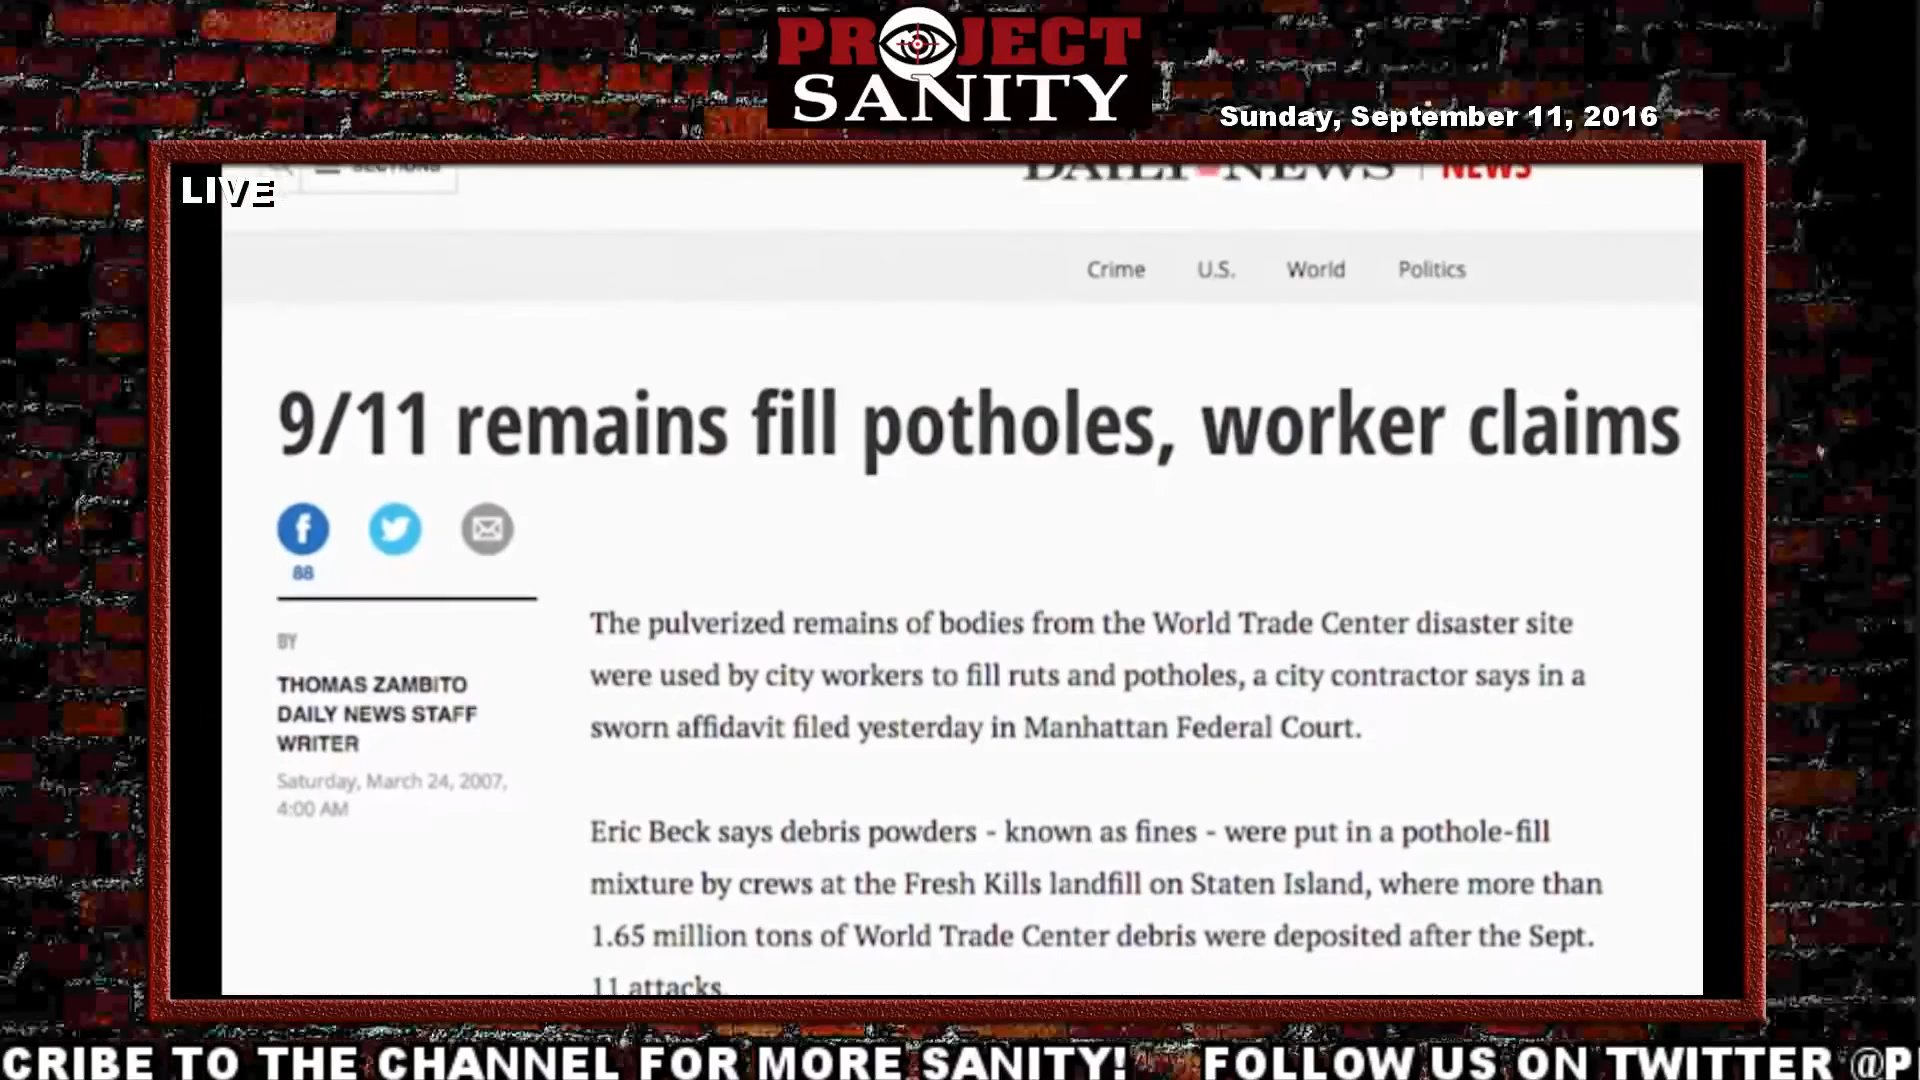 PROJECT
SANITY
Sunday, September 11, 2016
LIVE
SECTIONS
DAILY NEWS NEWS
Crime U.S. World Politics
9/11 remains fill potholes, worker claims
88
BY
THOMAS ZAMBITO
DAILY NEWS STAFF
WRITER
Saturday, March 24, 2007,
4:00 AM
The pulverized remains of bodies from the World Trade Center disaster site
were used by city workers to fill ruts and potholes, a city contractor says in a
sworn affidavit filed yesterday in Manhattan Federal Court.
Eric Beck says debris powders - known as fines - were put in a pothole-fill
mixture by crews at the Fresh Kills landfill on Staten Island, where more than
1.65 million tons of World Trade Center debris were deposited after the Sept.
11 attacks.
CRIBE TO THE CHANNEL FOR MORE SANITY! FOLLOW US ON TWITTER @P